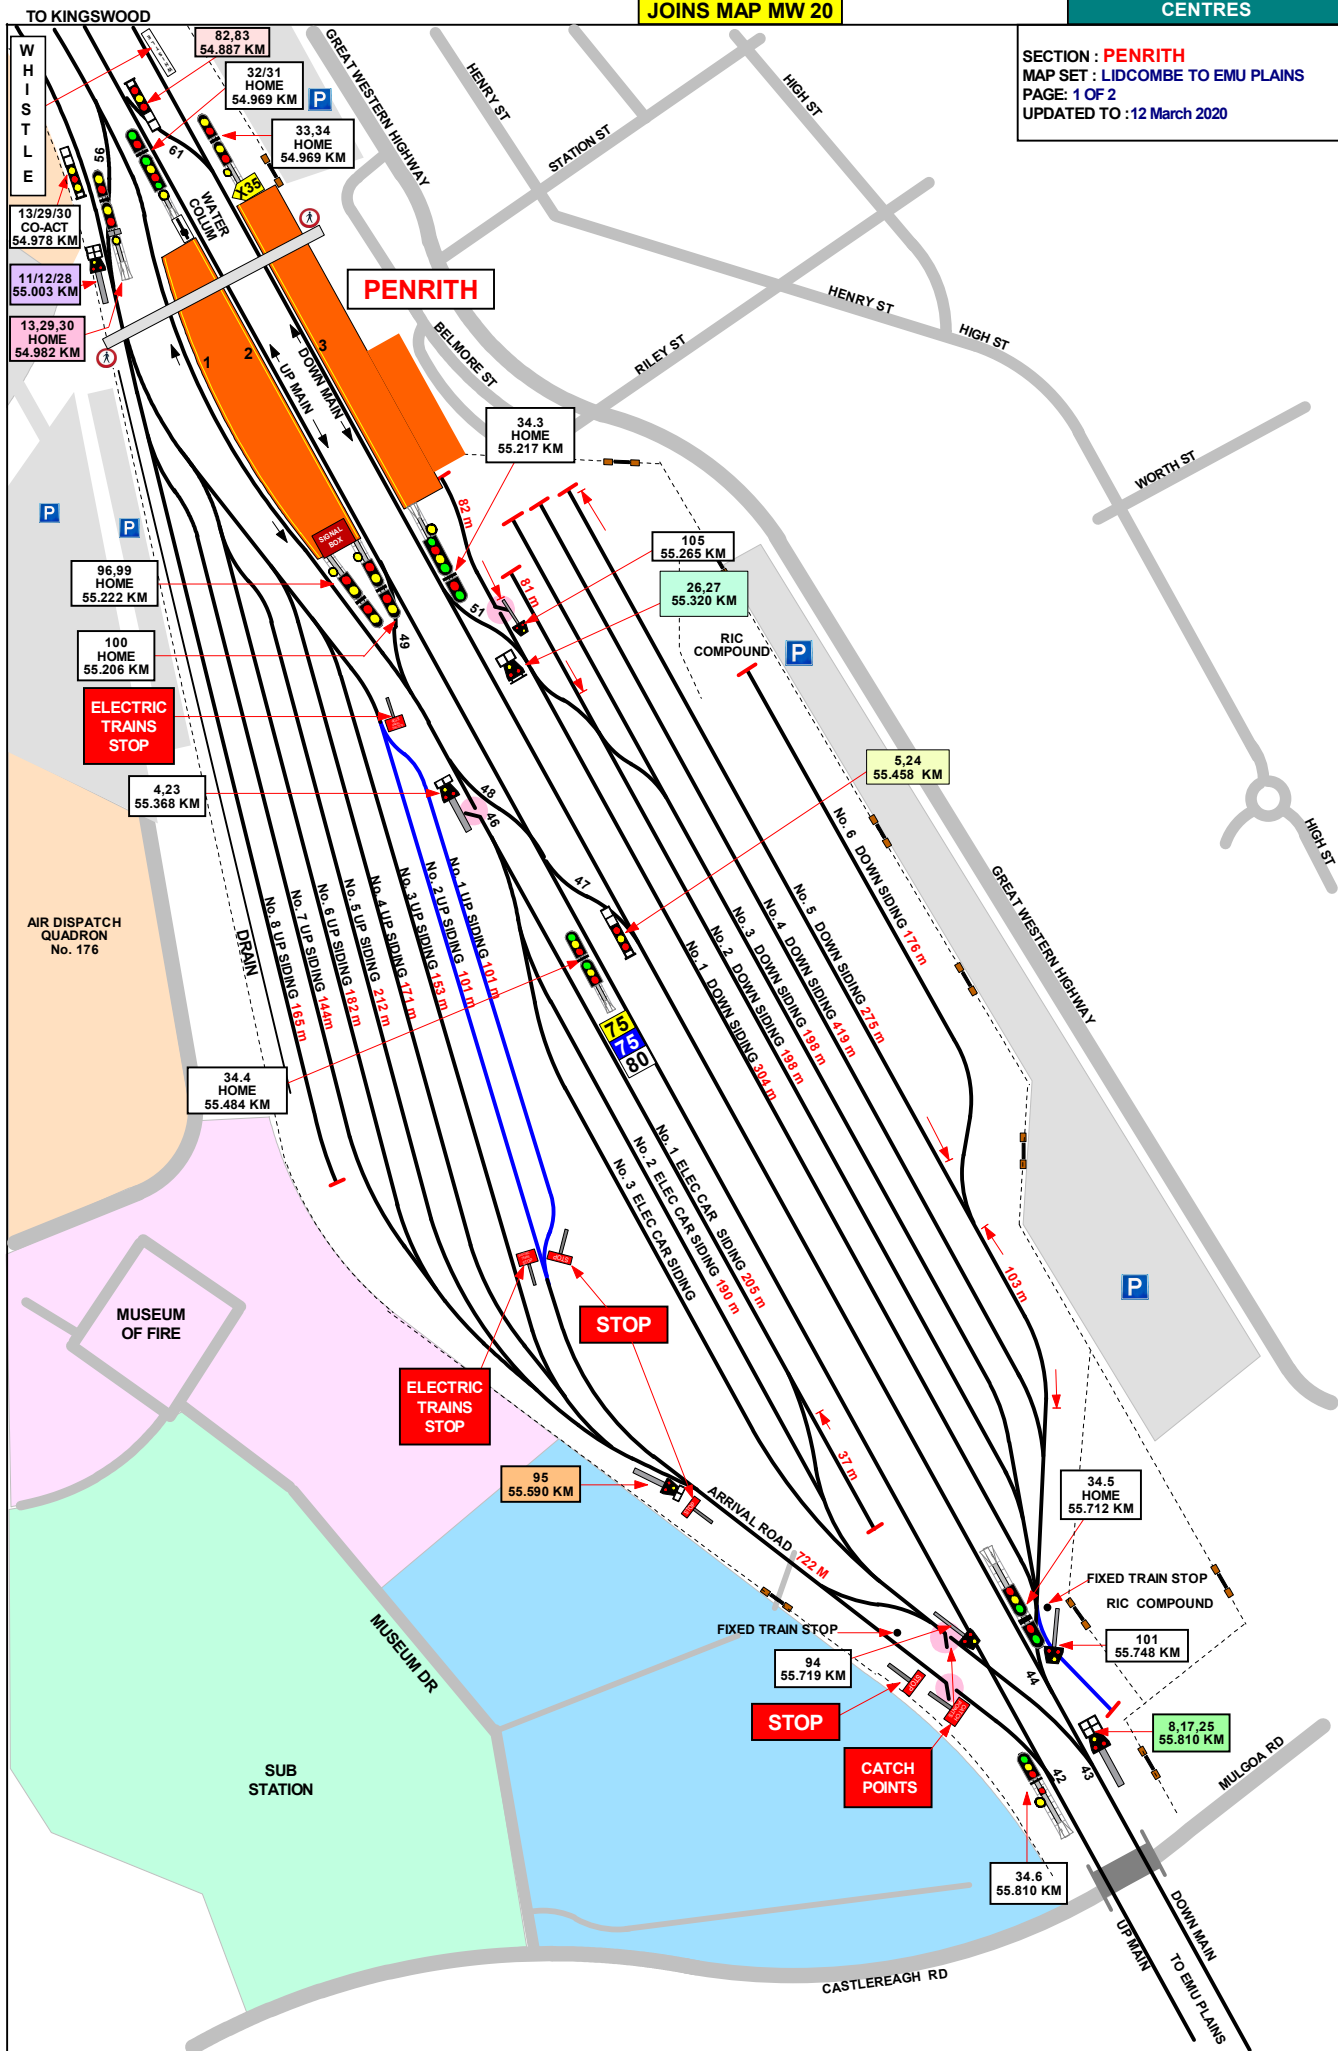 JOINS MAP MW 20
CENTRES
TO KINGSWOOD
SECTION : PENRITH
MAP SET : LIDCOMBE TO EMU PLAINS
PAGE: 1 OF 2
UPDATED TO :12 March 2020
W
H
I
S
T
L
E
82,83
54.887 KM
32/31
HOME
54.969 KM
P
33,34
HOME
54.969 KM
GREAT WESTERN HIGHWAY
HENRY ST
HIGH ST
STATION ST
56
61
X35
WATER
COLUM
13/29/30
CO-ACT
54.978 KM
11/12/28
55.003 KM
13,29,30
HOME
54.982 KM
PENRITH
HENRY ST
HIGH ST
BELMORE ST
RILEY ST
1
2
3
UP MAIN
DOWN MAIN
34.3
HOME
55.217 KM
WORTH ST
P
P
82 m
SIGNAL
BOX
105
55.265 KM
26,27
55.320 KM
96,99
HOME
55.222 KM
81 m
51
49
100
HOME
55.206 KM
RIC
COMPOUND
P
ELECTRIC
TRAINS
STOP
4,23
55.368 KM
5,24
55.458 KM
48
46
47
No. 6 DOWN SIDING 176 m
HIGH ST
GREAT WESTERN HIGHWAY
AIR DISPATCH
QUADRON
No. 176
DRAIN
No. 8 UP SIDING 165 m
No. 7 UP SIDING 144m
No. 6 UP SIDING 182 m
No. 5 UP SIDING 212 m
No. 4 UP SIDING 171 m
No. 3 UP SIDING 153 m
No. 2 UP SIDING 101 m
No. 1 UP SIDING 101 m
No. 1 DOWN SIDING 304 m
No. 2 DOWN SIDING 198 m
No. 3 DOWN SIDING 198 m
No. 4 DOWN SIDING 419 m
No. 5 DOWN SIDING 275 m
75
75
80
34.4
HOME
55.484 KM
No. 3 ELEC CAR SIDING
No. 2 ELEC CAR SIDING 190 m
No. 1 ELEC CAR SIDING 205 m
103 m
P
MUSEUM
OF FIRE
STOP
STOP
ELECTRIC
TRAINS
STOP
37 m
95
55.590 KM
ARRIVAL ROAD 722 M
34.5
HOME
55.712 KM
FIXED TRAIN STOP
RIC COMPOUND
FIXED TRAIN STOP
101
55.748 KM
94
55.719 KM
MUSEUM DR
STOP
STOP
CATCH
POINTS
CATCH
POINTS
44
8,17,25
55.810 KM
43
42
MULGOA RD
SUB
STATION
34.6
55.810 KM
UP MAIN
DOWN MAIN
TO EMU PLAINS
CASTLEREAGH RD